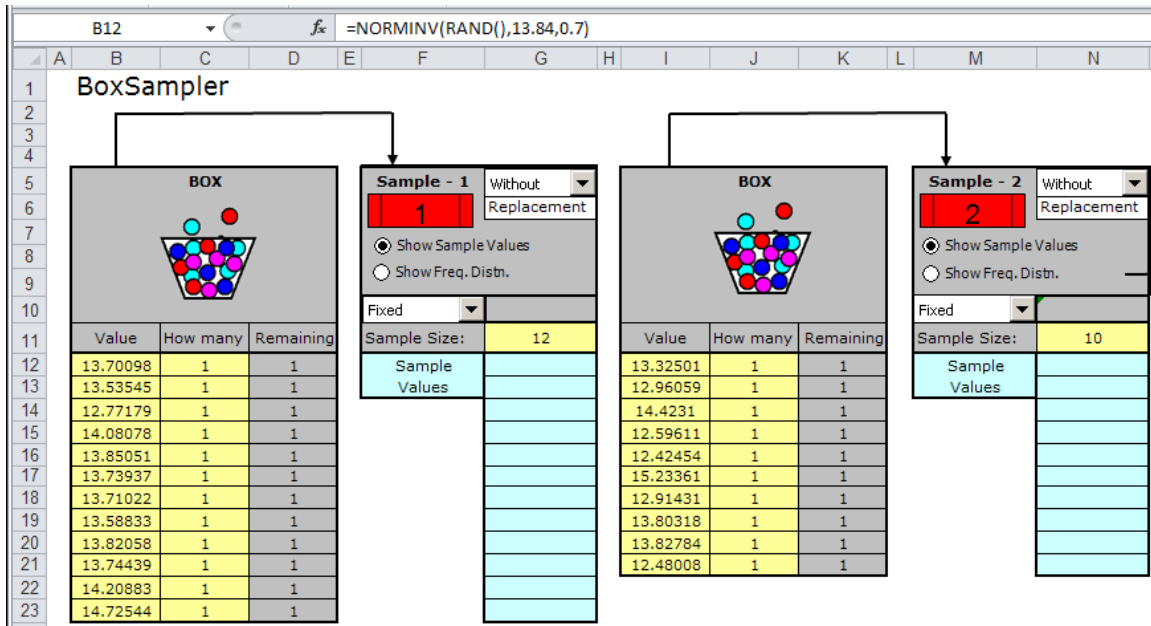 B12 fx =NORMINV(RAND(),13.84,0.7)
A B C D E F G H I J K L M N
1 BoxSampler
2
3
4
5 BOX Sample - 1 Without BOX Sample - 2 Without
6 1 Replacement 2 Replacement
7
8 Show Sample Values Show Sample Values
9 Show Freq. Distn. Show Freq. Distn.
10 Fixed Fixed
11 Value How many Remaining Sample Size: 12 Value How many Remaining Sample Size: 10
12 13.70098 1 1 Sample 13.32501 1 1 Sample
13 13.53545 1 1 Values 12.96059 1 1 Values
14 12.77179 1 1 14.4231 1 1
15 14.08078 1 1 12.59611 1 1
16 13.85051 1 1 12.42454 1 1
17 13.73937 1 1 15.23361 1 1
18 13.71022 1 1 12.91431 1 1
19 13.58833 1 1 13.80318 1 1
20 13.82058 1 1 13.82784 1 1
21 13.74439 1 1 12.48008 1 1
22 14.20883 1 1
23 14.72544 1 1